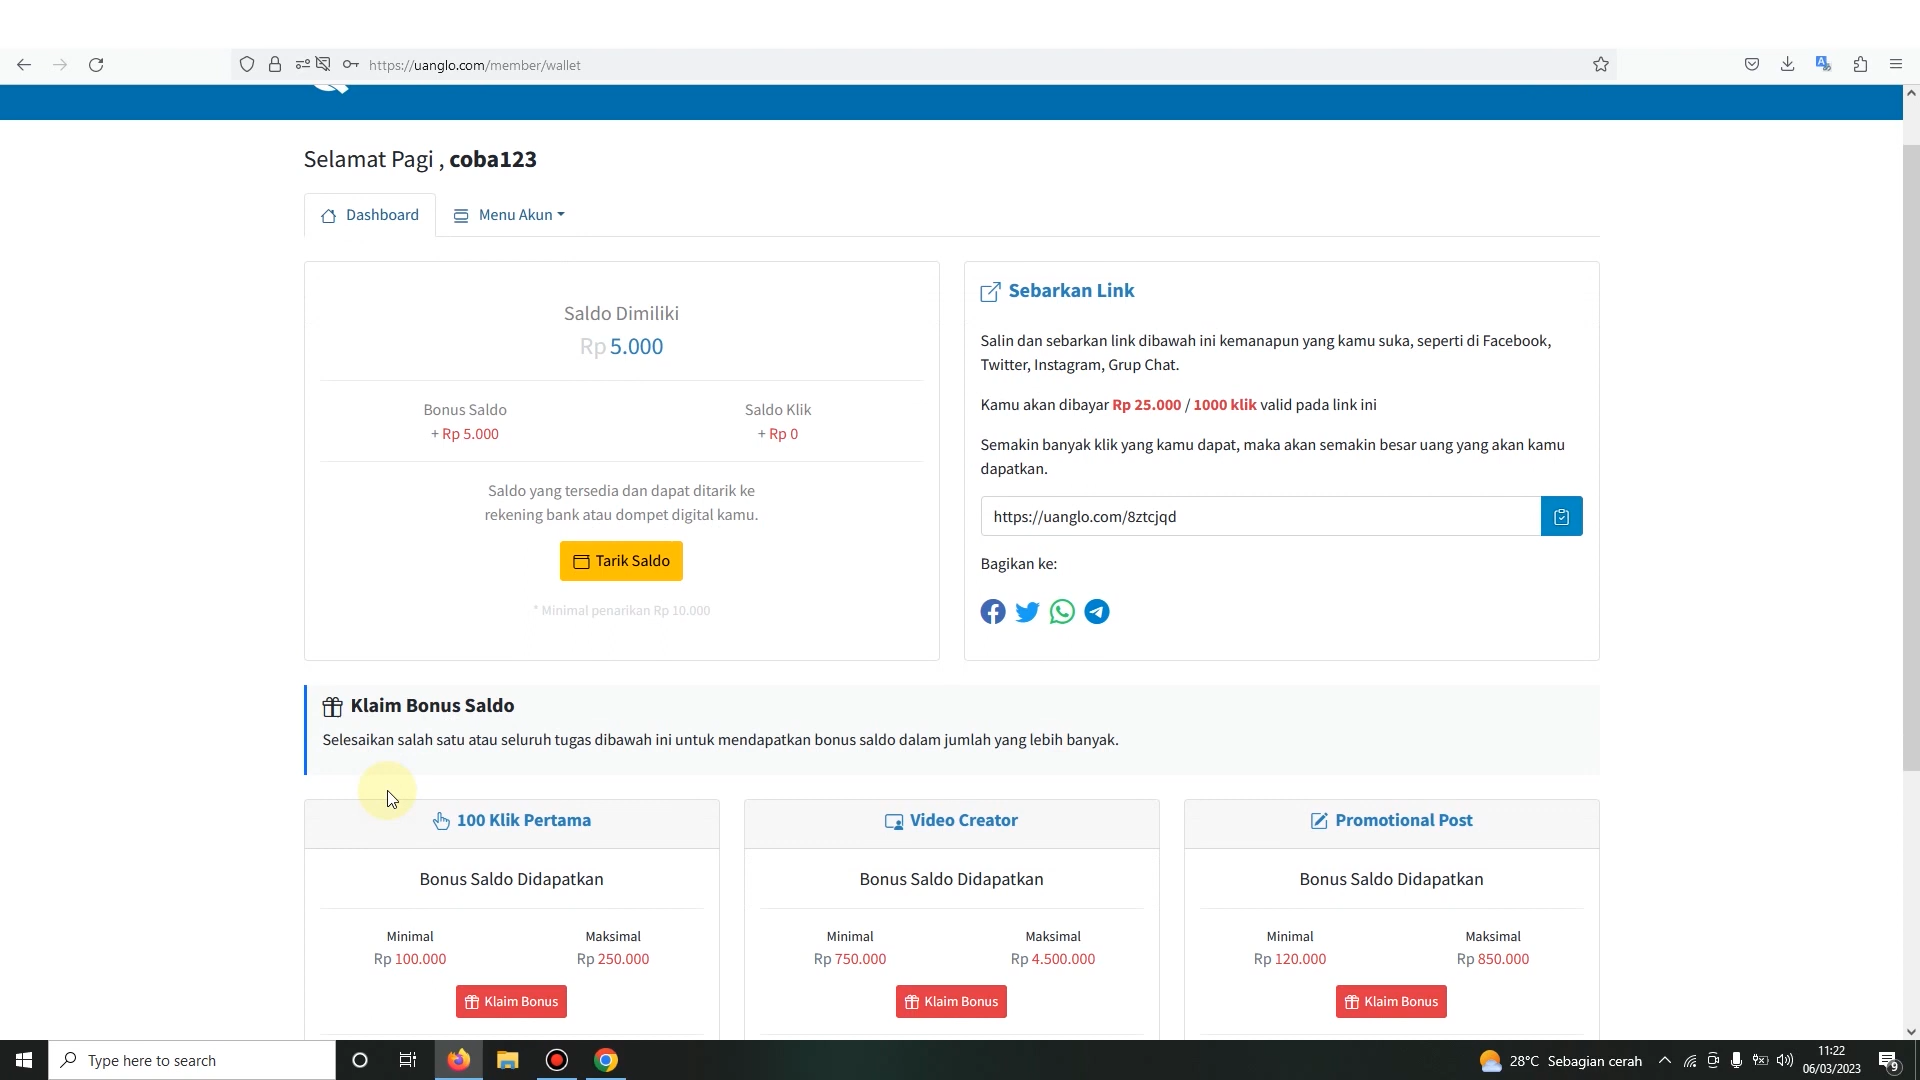 https://uanglo.com/member/wallet
Selamat Pagi , coba123
Dashboard
Menu Akun
Saldo Dimiliki
Rp 5.000
Bonus Saldo
Saldo Klik
+ Rp 5.000
+ Rp 0
Saldo yang tersedia dan dapat ditarik ke
rekening bank atau dompet digital kamu.
Tarik Saldo
* Minimal penarikan Rp 10.000
Sebarkan Link
Salin dan sebarkan link dibawah ini kemanapun yang kamu suka, seperti di Facebook,
Twitter, Instagram, Grup Chat.
Kamu akan dibayar Rp 25.000 / 1000 klik valid pada link ini
Semakin banyak klik yang kamu dapat, maka akan semakin besar uang yang akan kamu
dapatkan.
https://uanglo.com/8ztcjqd
Bagikan ke:
Klaim Bonus Saldo
Selesaikan salah satu atau seluruh tugas dibawah ini untuk mendapatkan bonus saldo dalam jumlah yang lebih banyak.
100 Klik Pertama
Bonus Saldo Didapatkan
Minimal
Maksimal
Rp 100.000
Rp 250.000
Klaim Bonus
Video Creator
Bonus Saldo Didapatkan
Minimal
Maksimal
Rp 750.000
Rp 4.500.000
Klaim Bonus
Promotional Post
Bonus Saldo Didapatkan
Minimal
Maksimal
Rp 120.000
Rp 850.000
Klaim Bonus
Type here to search
28°C Sebagian cerah
11:22
06/03/2023
9